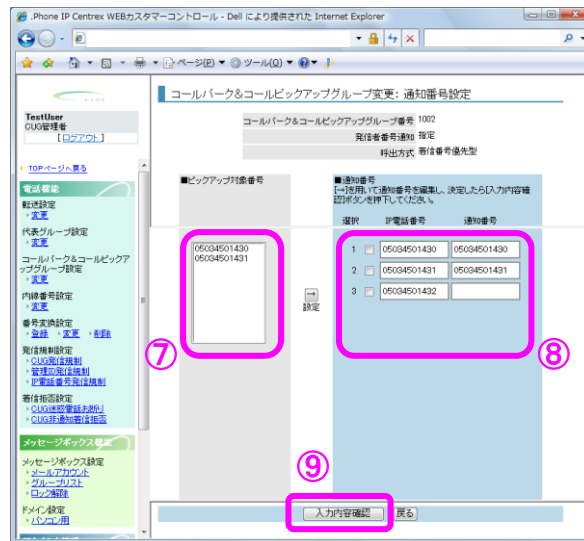 .Phone IP Centrex WEBカスタマーコントロール - Dell により提供された Internet Explorer
ページ(P) ツール(O)
TestUser
CUG管理者
[ ログアウト ]
TOPページへ戻る
電話機能
転送設定
変更
代表グループ設定
変更
コールパーク&コールピックアップグループ設定
変更
内線番号設定
変更
番号変換設定
登録 変更 削除
発信規制設定
CUG発信規制
管理ID発信規制
IP電話番号発信規制
着信拒否設定
CUG迷惑電話お断り
CUG非通知着信拒否
メッセージボックス機能
メッセージボックス設定
メールアカウント
グループリスト
ロック解除
ドメイン設定
パソコン用
コールパーク&コールピックアップグループ変更: 通知番号設定
コールパーク&コールピックアップグループ番号 1002
発信者番号通知 指定
呼出方式 着信番号優先型
■ピックアップ対象番号
05034501430
05034501431
⑦
→
設定
■通知番号
[→]を用いて通知番号を編集し、決定したら[入力内容確
認]ボタンを押下してください。
選択 IP電話番号 通知番号
1 05034501430 05034501430
2 05034501431 05034501431
3 05034501432
⑧
⑨
入力内容確認 戻る